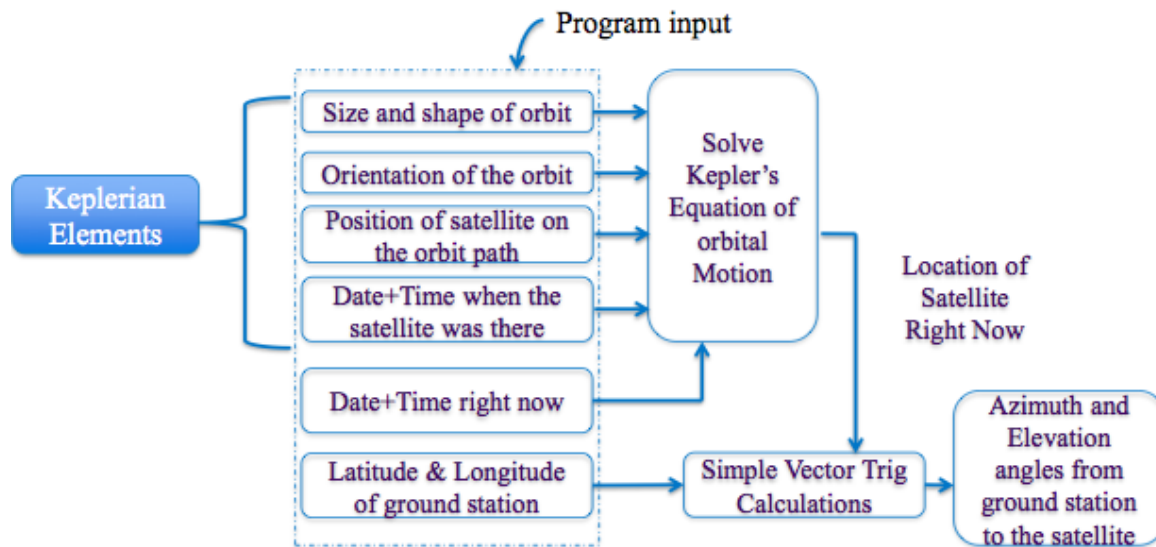 Program input
Keplerian
Elements
Size and shape of orbit
Orientation of the orbit
Position of satellite on
the orbit path
Date+Time when the
satellite was there
Date+Time right now
Latitude & Longitude
of ground station
Solve
Kepler’s
Equation of
orbital
Motion
Location of
Satellite
Right Now
Simple Vector Trig
Calculations
Azimuth and
Elevation
angles from
ground station
to the satellite